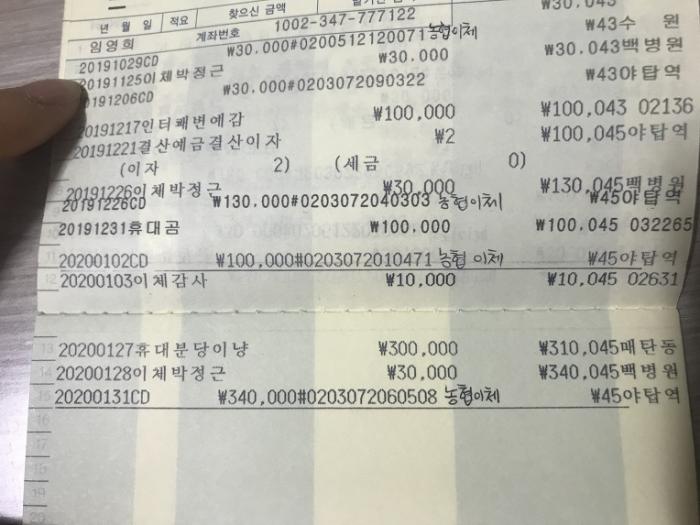 년 월 일 적요 찾으신 금액
임영희 계좌번호 1002-347-777122
₩43수 원
20191029CD ₩30.000#0200512120071 농협이체 ₩30.043백병원
20191125이체박정근 ₩30.000 ₩43야탑역
20191206CD ₩30,000#0203072090322
20191217인터패변예감 ₩100,000 ₩100,043 02136
20191221결산예금결산이자 ₩2 ₩100,045야탑역
(이자 2) (세금 0)
20191226이체박정근 ₩30,000 ₩130,045백병원
20191226CD ₩130.000#0203072040303 농협이체 ₩45야탑역
20191231휴대곰 ₩100,000 ₩100.045 032265
11 20200102CD ₩100,000#0203072010471 농협이체 ₩45야탑역
12 20200103이체감사 ₩10,000 ₩10,045 02631
13 20200127휴대분당이냥 ₩300,000 ₩310,045매탄동
14 20200128이체박정근 ₩30,000 ₩340,045백병원
15 20200131CD ₩340,000#0203072060508 농협이체 ₩45야탑역
16
17
18
19
20